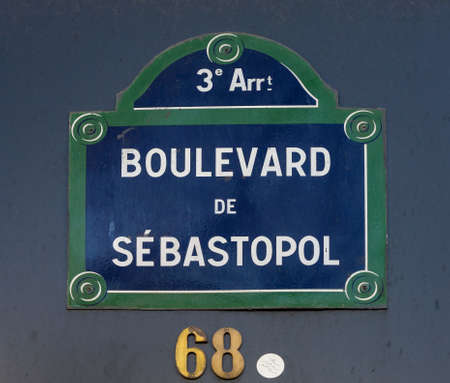 3e Arrt
BOULEVARD
DE
SÉBASTOPOL
68